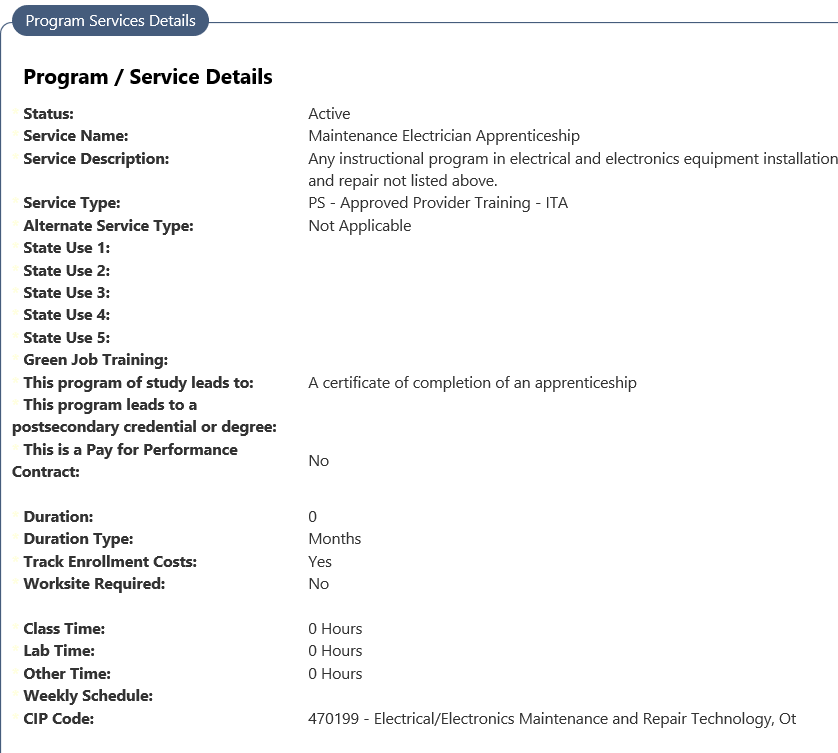 Program Services Details
Program / Service Details
Status: Active
Service Name: Maintenance Electrician Apprenticeship
Service Description: Any instructional program in electrical and electronics equipment installation
and repair not listed above.
Service Type: PS - Approved Provider Training - ITA
Alternate Service Type: Not Applicable
State Use 1:
State Use 2:
State Use 3:
State Use 4:
State Use 5:
Green Job Training:
This program of study leads to: A certificate of completion of an apprenticeship
This program leads to a
postsecondary credential or degree:
This is a Pay for Performance
Contract:
No
Duration: 0
Duration Type: Months
Track Enrollment Costs: Yes
Worksite Required: No
Class Time: 0 Hours
Lab Time: 0 Hours
Other Time: 0 Hours
Weekly Schedule:
CIP Code: 470199 - Electrical/Electronics Maintenance and Repair Technology, Ot